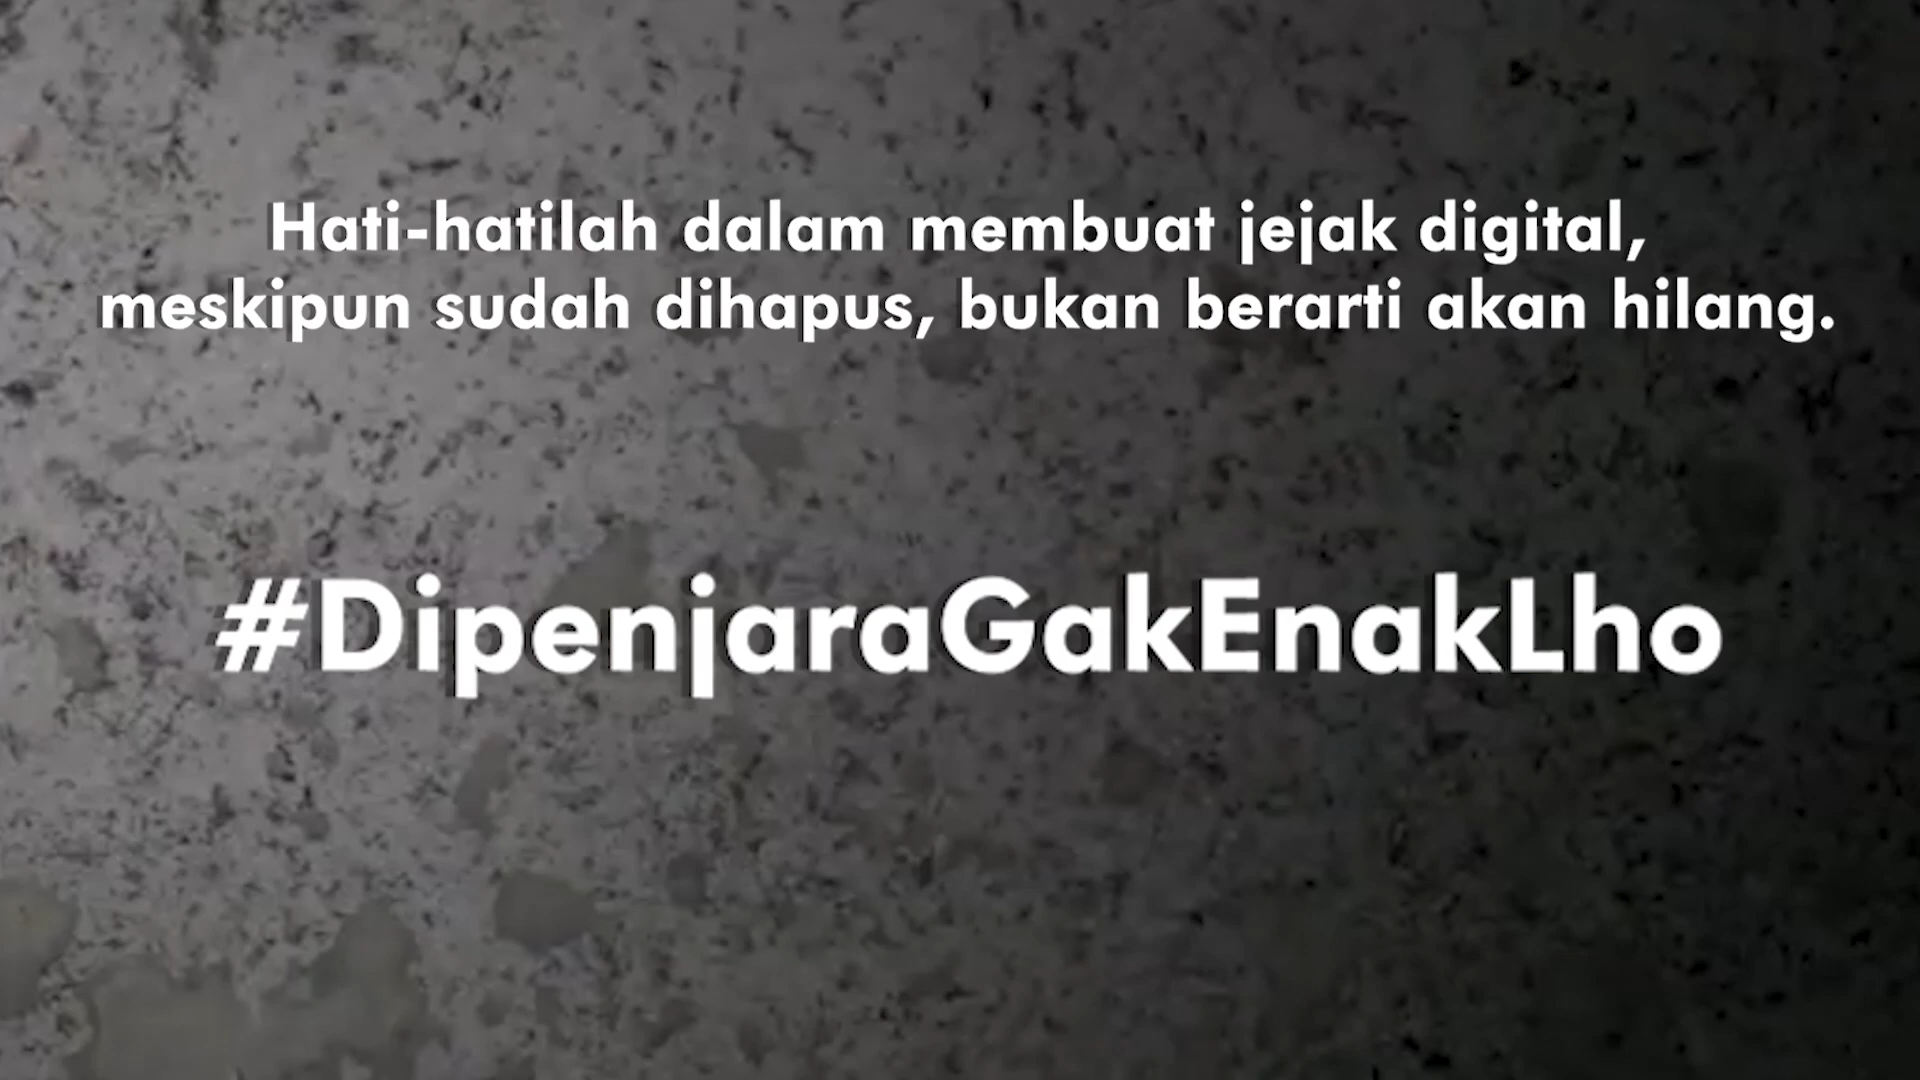 Hati-hatilah dalam membuat jejak digital,
meskipun sudah dihapus, bukan berarti akan hilang.
#DipenjaraGakEnakLho